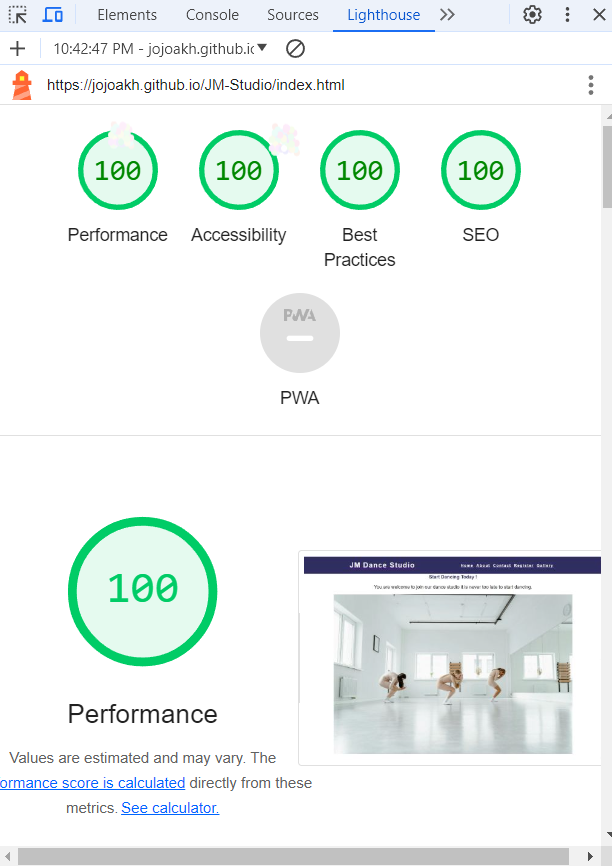 Elements Console Sources Lighthouse
10:42:47 PM - jojoakh.github.io
https://jojoakh.github.io/JM-Studio/index.html
100 100 100 100
Performance Accessibility Best Practices SEO
PWA
PWA
100
JM Dance Studio Home About Contact Register Gallery
Start Dancing Today !
You are welcome to join our dance studio it is never too late to start dancing.
Performance
Values are estimated and may vary. The
ormance score is calculated directly from these
metrics. See calculator.